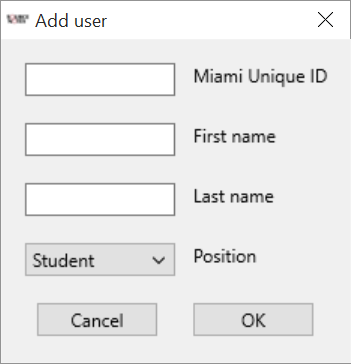 Add user
Miami Unique ID
First name
Last name
Student
Position
Cancel
OK